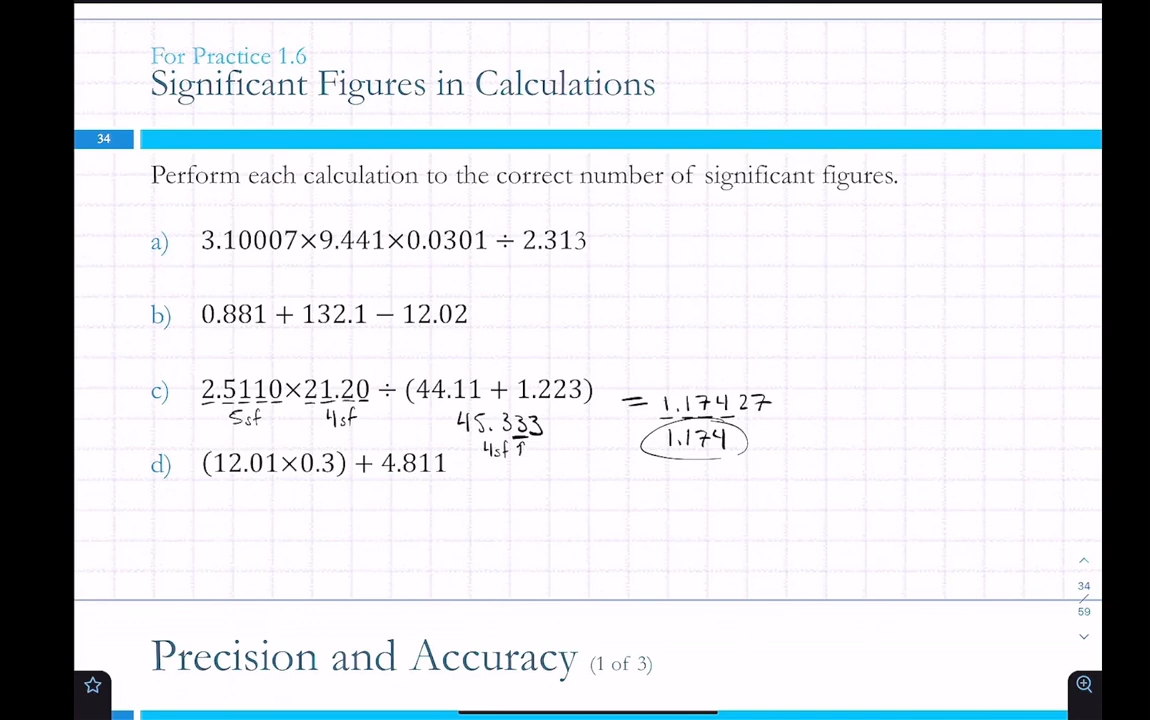 For Practice 1.6
Significant Figures in Calculations
34
Perform each calculation to the correct number of significant figures.
a) 3.10007×9.441×0.0301 ÷ 2.313
b) 0.881 + 132.1 − 12.02
c) 2.5110×21.20 ÷ (44.11 + 1.223) = 1.17427
5sf 4sf 45.333 1.174
4sf ↑
d) (12.01×0.3) + 4.811
34
/
59
Precision and Accuracy (1 of 3)